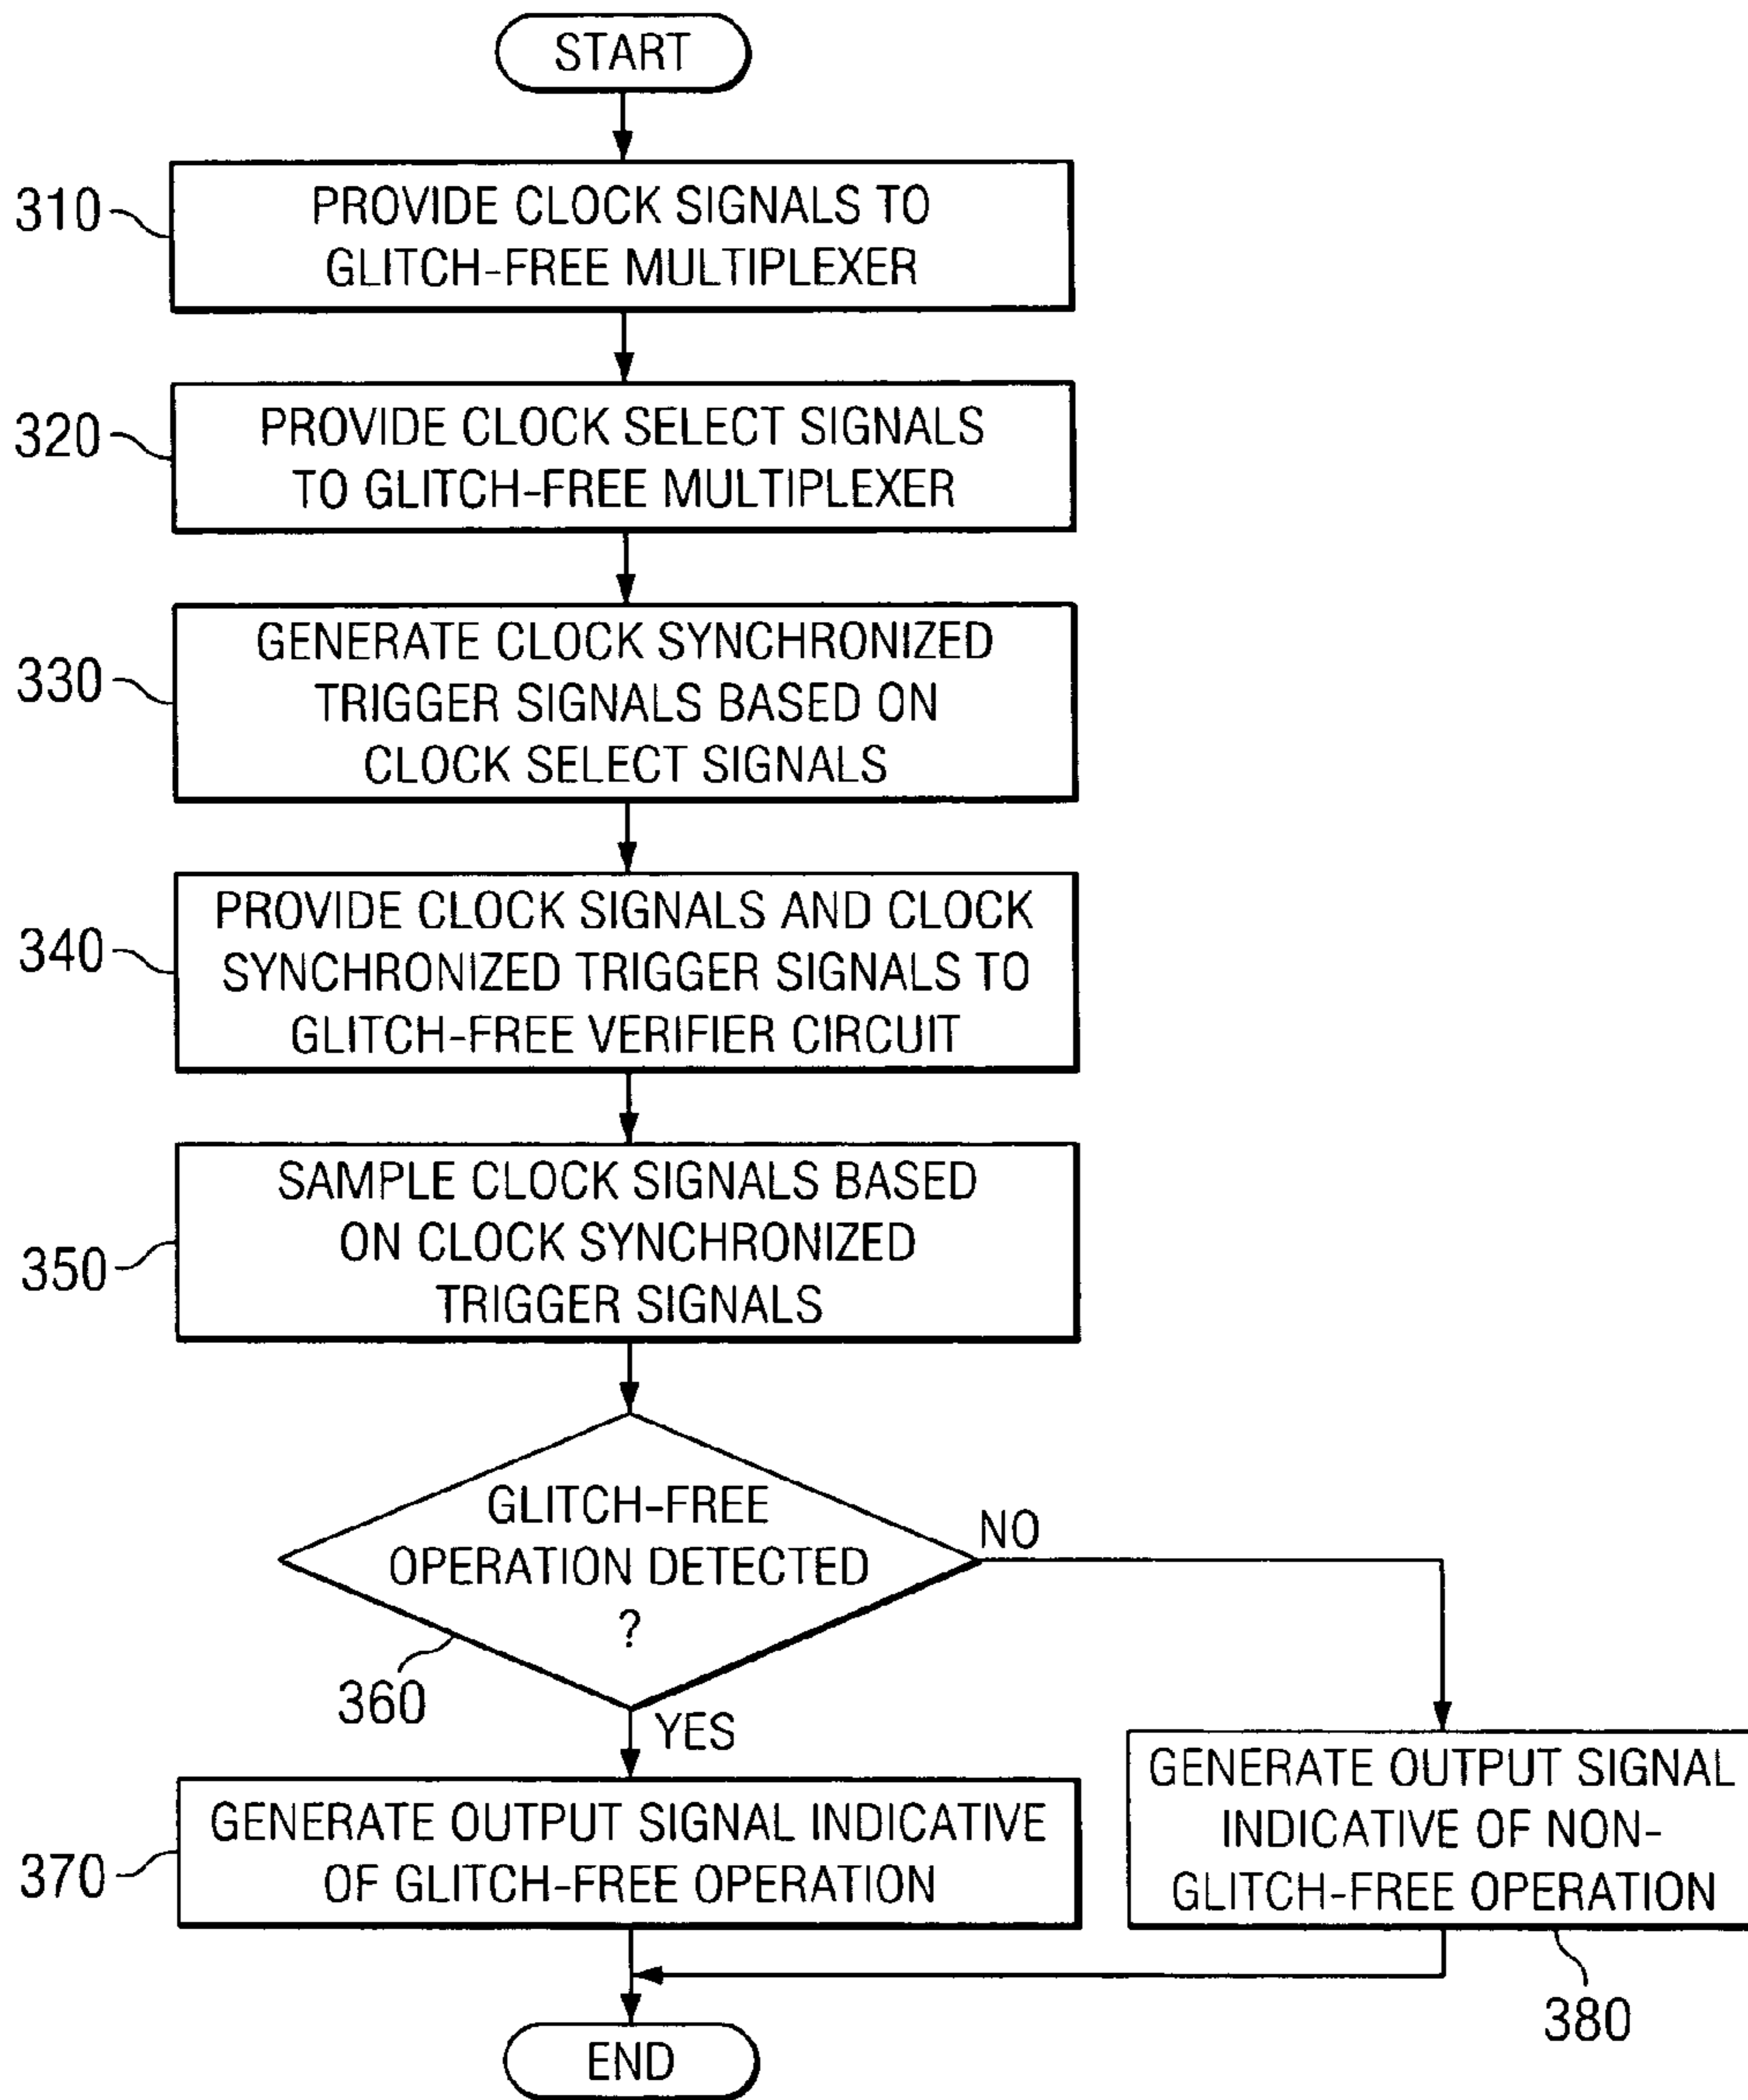 START
310
PROVIDE CLOCK SIGNALS TO
GLITCH-FREE MULTIPLEXER
320
PROVIDE CLOCK SELECT SIGNALS
TO GLITCH-FREE MULTIPLEXER
330
GENERATE CLOCK SYNCHRONIZED
TRIGGER SIGNALS BASED ON
CLOCK SELECT SIGNALS
340
PROVIDE CLOCK SIGNALS AND CLOCK
SYNCHRONIZED TRIGGER SIGNALS TO
GLITCH-FREE VERIFIER CIRCUIT
350
SAMPLE CLOCK SIGNALS BASED
ON CLOCK SYNCHRONIZED
TRIGGER SIGNALS
GLITCH-FREE
OPERATION DETECTED
?
360
NO
YES
370
GENERATE OUTPUT SIGNAL INDICATIVE
OF GLITCH-FREE OPERATION
GENERATE OUTPUT SIGNAL
INDICATIVE OF NON-
GLITCH-FREE OPERATION
380
END